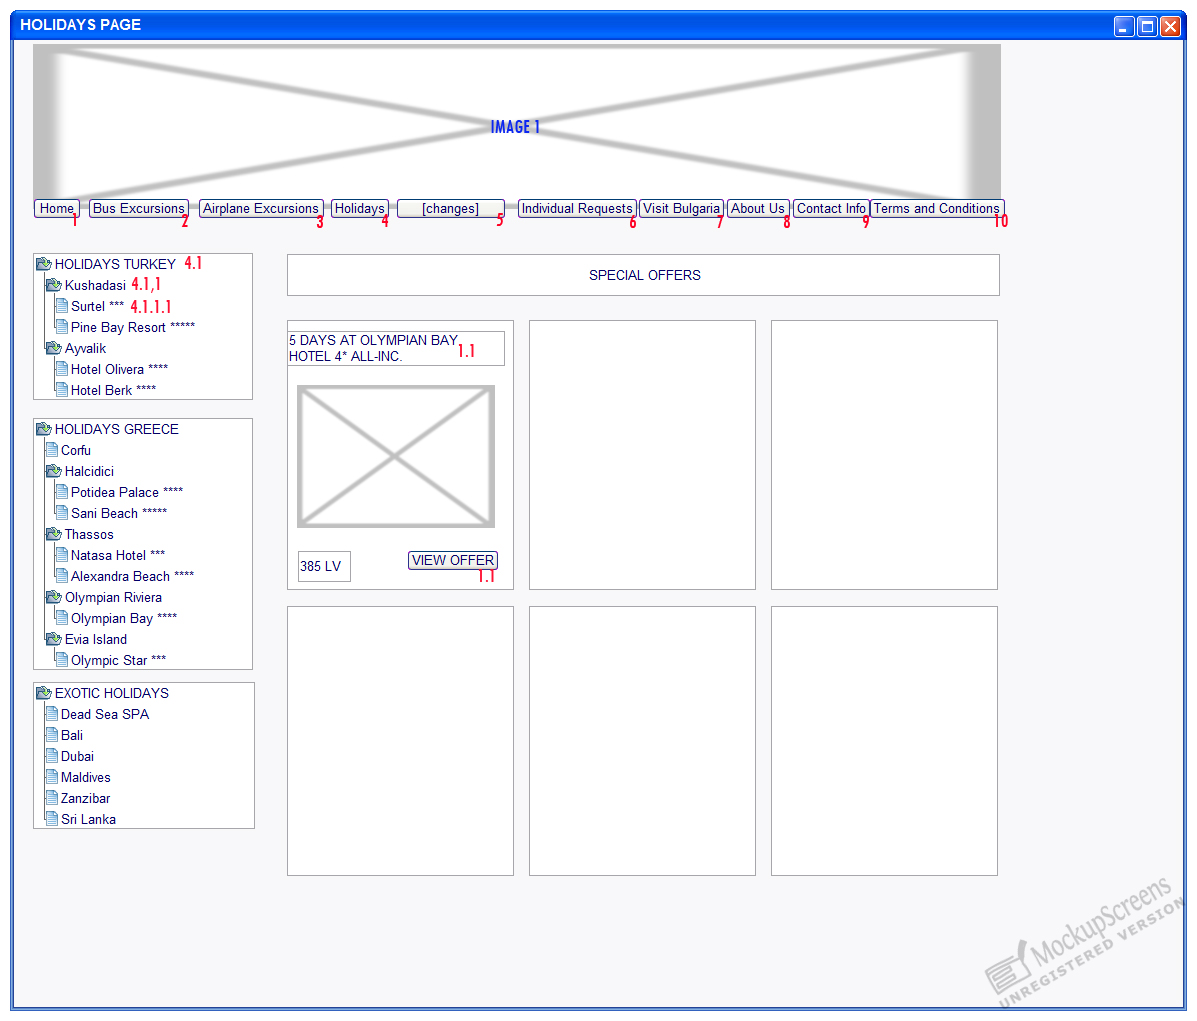 HOLIDAYS PAGE
IMAGE 1
Home Bus Excursions Airplane Excursions Holidays [changes] Individual Requests Visit Bulgaria About Us Contact Info Terms and Conditions
1 2 3 4 5 6 7 8 9 10
HOLIDAYS TURKEY 4.1
Kushadasi 4.1,1
Surtel *** 4.1.1.1
Pine Bay Resort *****
Ayvalik
Hotel Olivera ****
Hotel Berk ****
HOLIDAYS GREECE
Corfu
Halcidici
Potidea Palace ****
Sani Beach *****
Thassos
Natasa Hotel ***
Alexandra Beach ****
Olympian Riviera
Olympian Bay ****
Evia Island
Olympic Star ***
EXOTIC HOLIDAYS
Dead Sea SPA
Bali
Dubai
Maldives
Zanzibar
Sri Lanka
SPECIAL OFFERS
5 DAYS AT OLYMPIAN BAY
HOTEL 4* ALL-INC. 1.1
385 LV VIEW OFFER
1.1
MockupScreens
UNREGISTERED VERSION